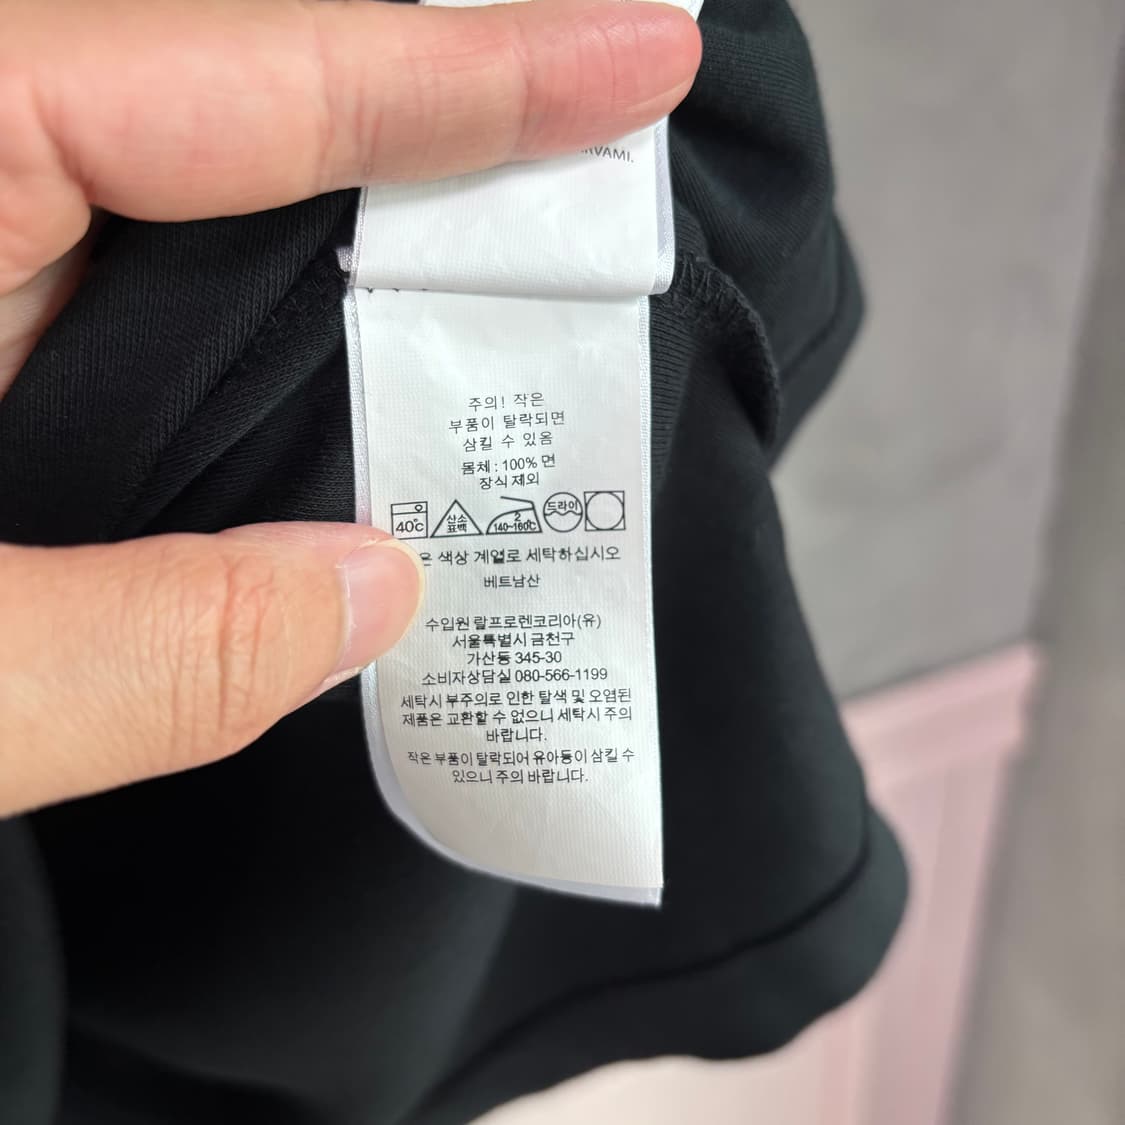 주의! 작은
부품이 탈락되면
삼킬 수 있음
몸체 : 100% 면
장식 제외
40℃ 산소 표백 2 140~160℃ 드라이
색상 계열로 세탁하십시오
베트남산
수입원 랄프로렌코리아(유)
서울특별시 금천구
가산동 345-30
소비자상담실 080-566-1199
세탁시 부주의로 인한 탈색 및 오염된
제품은 교환할 수 없으니 세탁시 주의
바랍니다.
작은 부품이 탈락되어 유아등이 삼킬 수
있으니 주의 바랍니다.